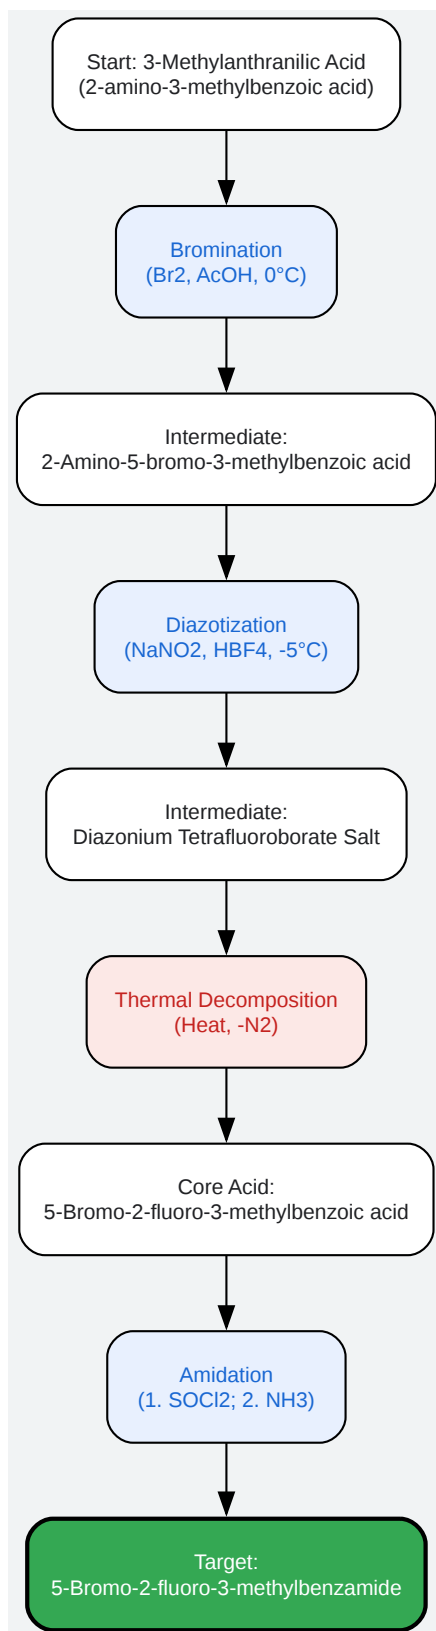 Start: 3-Methylanthranilic Acid
(2-amino-3-methylbenzoic acid)
Bromination
(Br2, AcOH, 0°C)
Intermediate:
2-Amino-5-bromo-3-methylbenzoic acid
Diazotization
(NaNO2, HBF4, -5°C)
Intermediate:
Diazonium Tetrafluoroborate Salt
Thermal Decomposition
(Heat, -N2)
Core Acid:
5-Bromo-2-fluoro-3-methylbenzoic acid
Amidation
(1. SOCl2; 2. NH3)
Target:
5-Bromo-2-fluoro-3-methylbenzamide